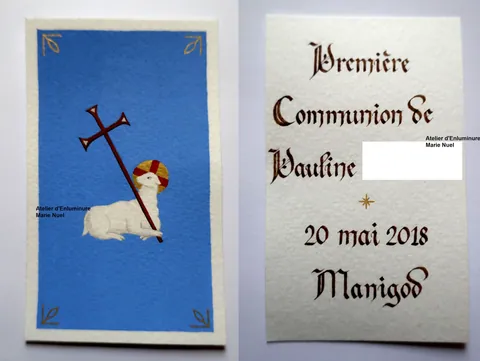 Atelier d'Enluminure
Marie Nuel
Première
Communion de
Pauline
Atelier d'Enluminure
Marie Nuel
20 mai 2018
Manigod